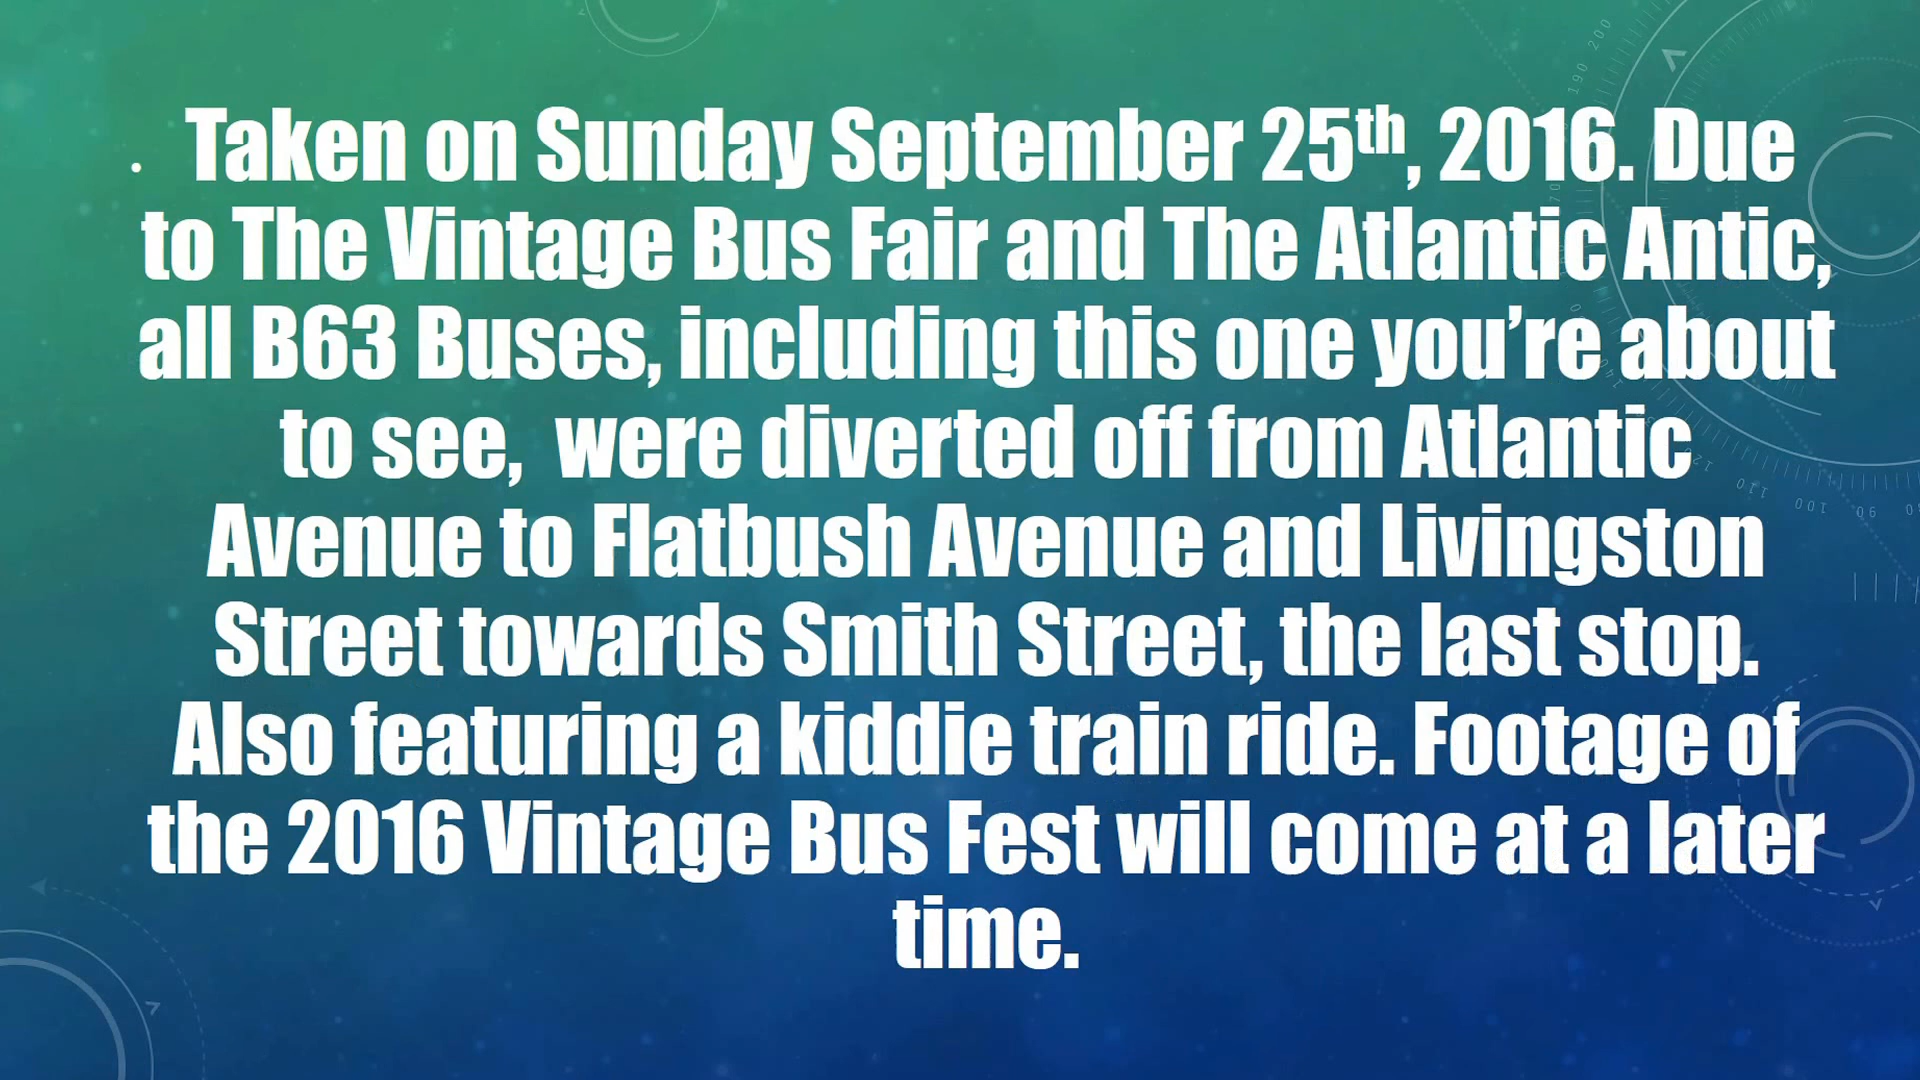 • Taken on Sunday September 25th, 2016. Due
to The Vintage Bus Fair and The Atlantic Antic,
all B63 Buses, including this one you’re about
to see,  were diverted off from Atlantic
Avenue to Flatbush Avenue and Livingston
Street towards Smith Street, the last stop.
Also featuring a kiddie train ride. Footage of
the 2016 Vintage Bus Fest will come at a later
time.